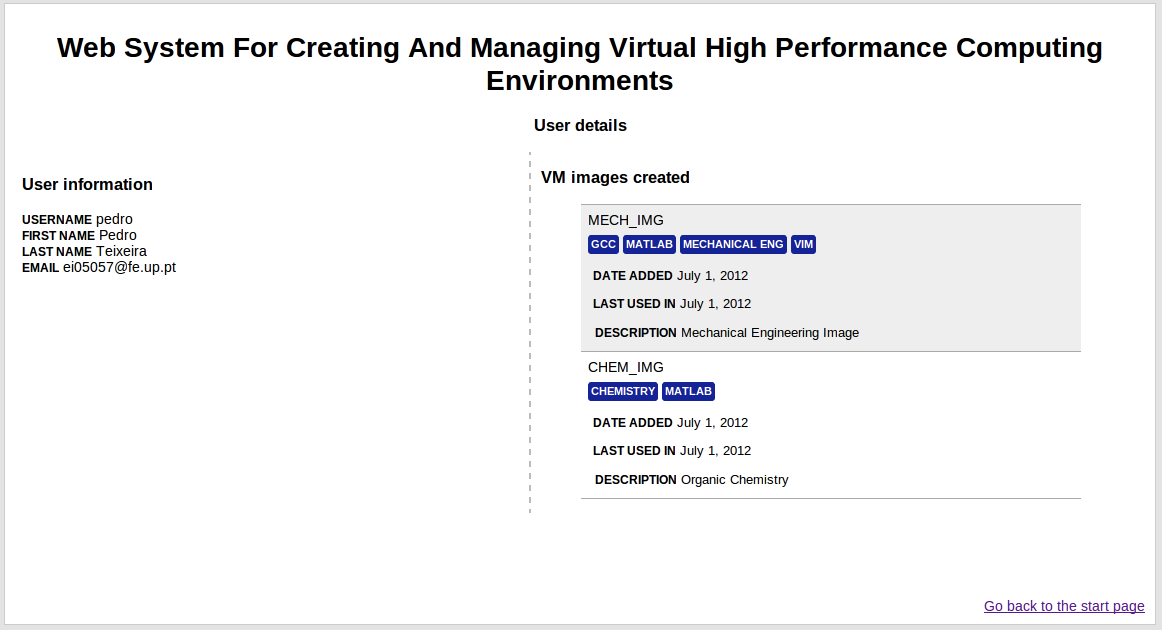 Web System For Creating And Managing Virtual High Performance Computing
Environments
User details
User information
USERNAME pedro
FIRST NAME Pedro
LAST NAME Teixeira
EMAIL ei05057@fe.up.pt
VM images created
MECH_IMG
GCC MATLAB MECHANICAL ENG VIM
DATE ADDED July 1, 2012
LAST USED IN July 1, 2012
DESCRIPTION Mechanical Engineering Image
CHEM_IMG
CHEMISTRY MATLAB
DATE ADDED July 1, 2012
LAST USED IN July 1, 2012
DESCRIPTION Organic Chemistry
Go back to the start page